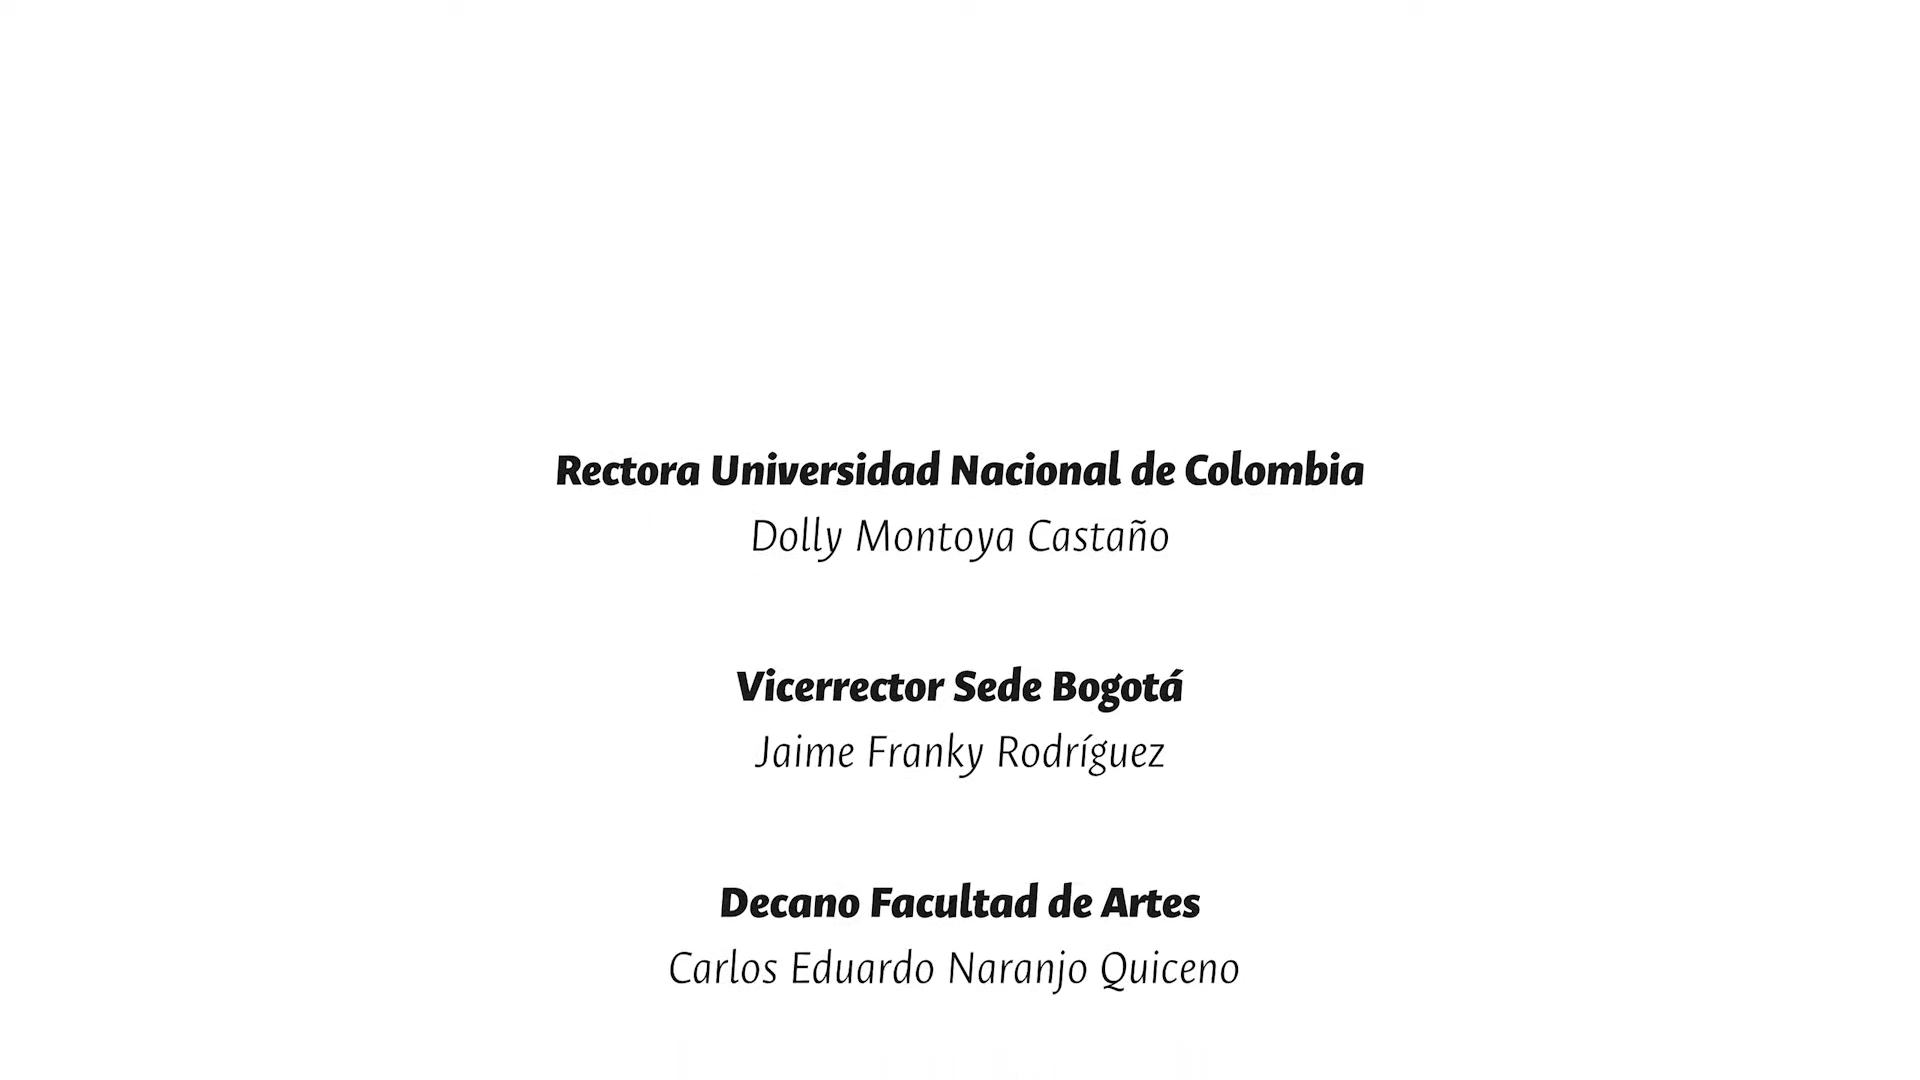 Rectora Universidad Nacional de Colombia
Dolly Montoya Castaño
Vicerrector Sede Bogotá
Jaime Franky Rodríguez
Decano Facultad de Artes
Carlos Eduardo Naranjo Quiceno